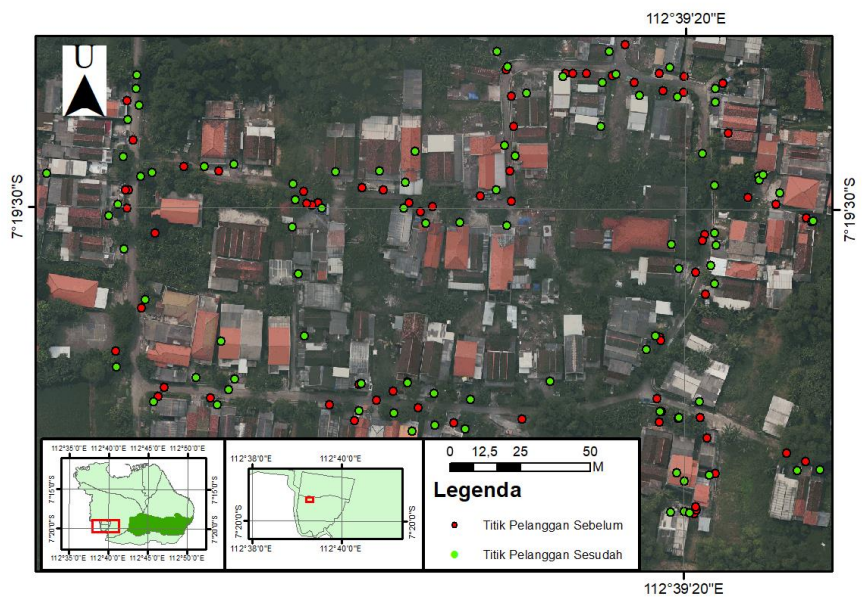 112°39'20"E
U
7°19'30"S
7°19'30"S
112°35'0"E 112°40'0"E 112°45'0"E 112°50'0"E
7°15'0"S
7°20'0"S
7°15'0"S
7°20'0"S
112°35'0"E 112°40'0"E 112°45'0"E 112°50'0"E
112°38'0"E 112°40'0"E
7°20'0"S
7°20'0"S
112°38'0"E 112°40'0"E
0 12,5 25 50
M
Legenda
Titik Pelanggan Sebelum
Titik Pelanggan Sesudah
112°39'20"E